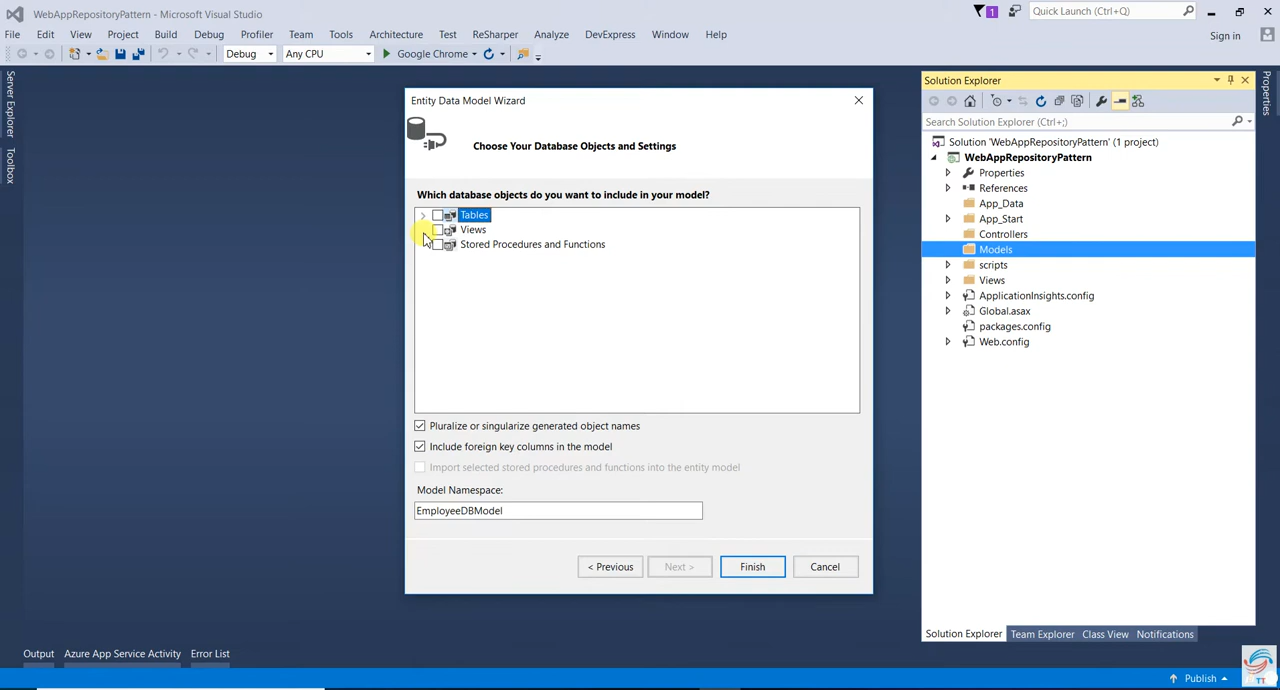 WebAppRepositoryPattern - Microsoft Visual Studio
1
Quick Launch (Ctrl+Q)
File Edit View Project Build Debug Profiler Team Tools Architecture Test ReSharper Analyze DevExpress Window Help
Sign in
Debug Any CPU Google Chrome
Server Explorer
Toolbox
Entity Data Model Wizard
Choose Your Database Objects and Settings
Which database objects do you want to include in your model?
Tables
Views
Stored Procedures and Functions
Pluralize or singularize generated object names
Include foreign key columns in the model
Import selected stored procedures and functions into the entity model
Model Namespace:
EmployeeDBModel
< Previous Next > Finish Cancel
Solution Explorer
Search Solution Explorer (Ctrl+;)
Solution 'WebAppRepositoryPattern' (1 project)
WebAppRepositoryPattern
Properties
References
App_Data
App_Start
Controllers
Models
scripts
Views
ApplicationInsights.config
Global.asax
packages.config
Web.config
Solution Explorer Team Explorer Class View Notifications
Properties
Output Azure App Service Activity Error List
Publish
TT